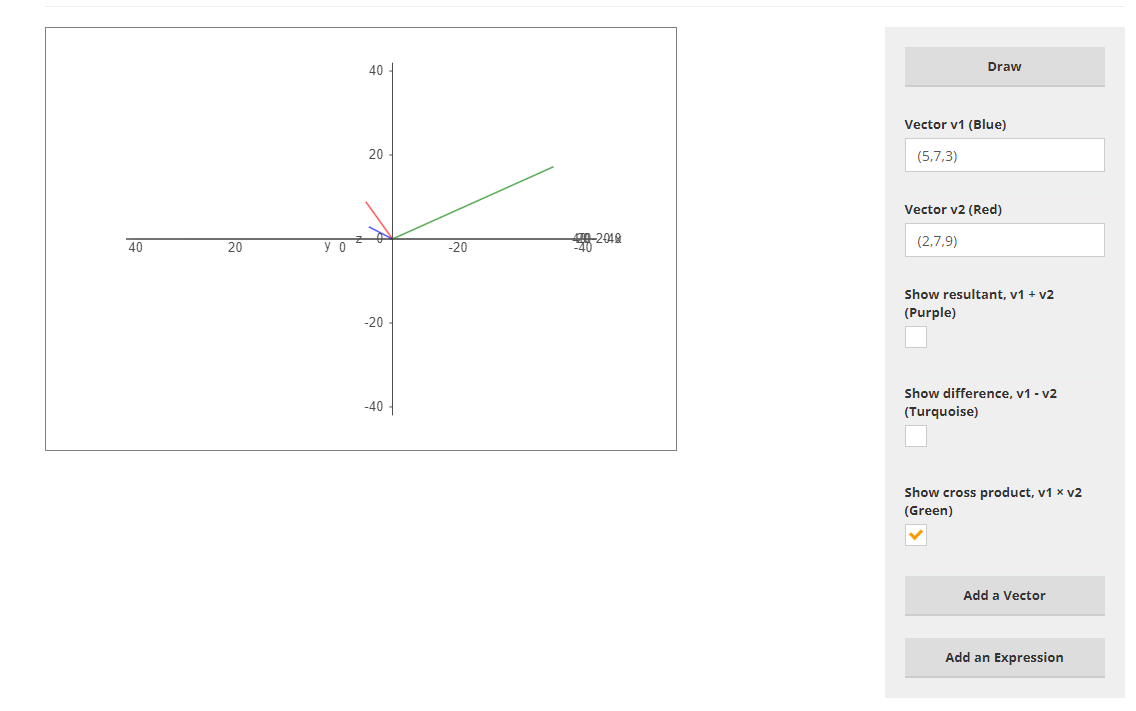 Draw
Vector v1 (Blue)
(5,7,3)
Vector v2 (Red)
(2,7,9)
Show resultant, v1 + v2
(Purple)
Show difference, v1 - v2
(Turquoise)
Show cross product, v1 × v2
(Green)
Add a Vector
Add an Expression
40
20
z 0
40 20 y 0 -20 -40
-20
-40